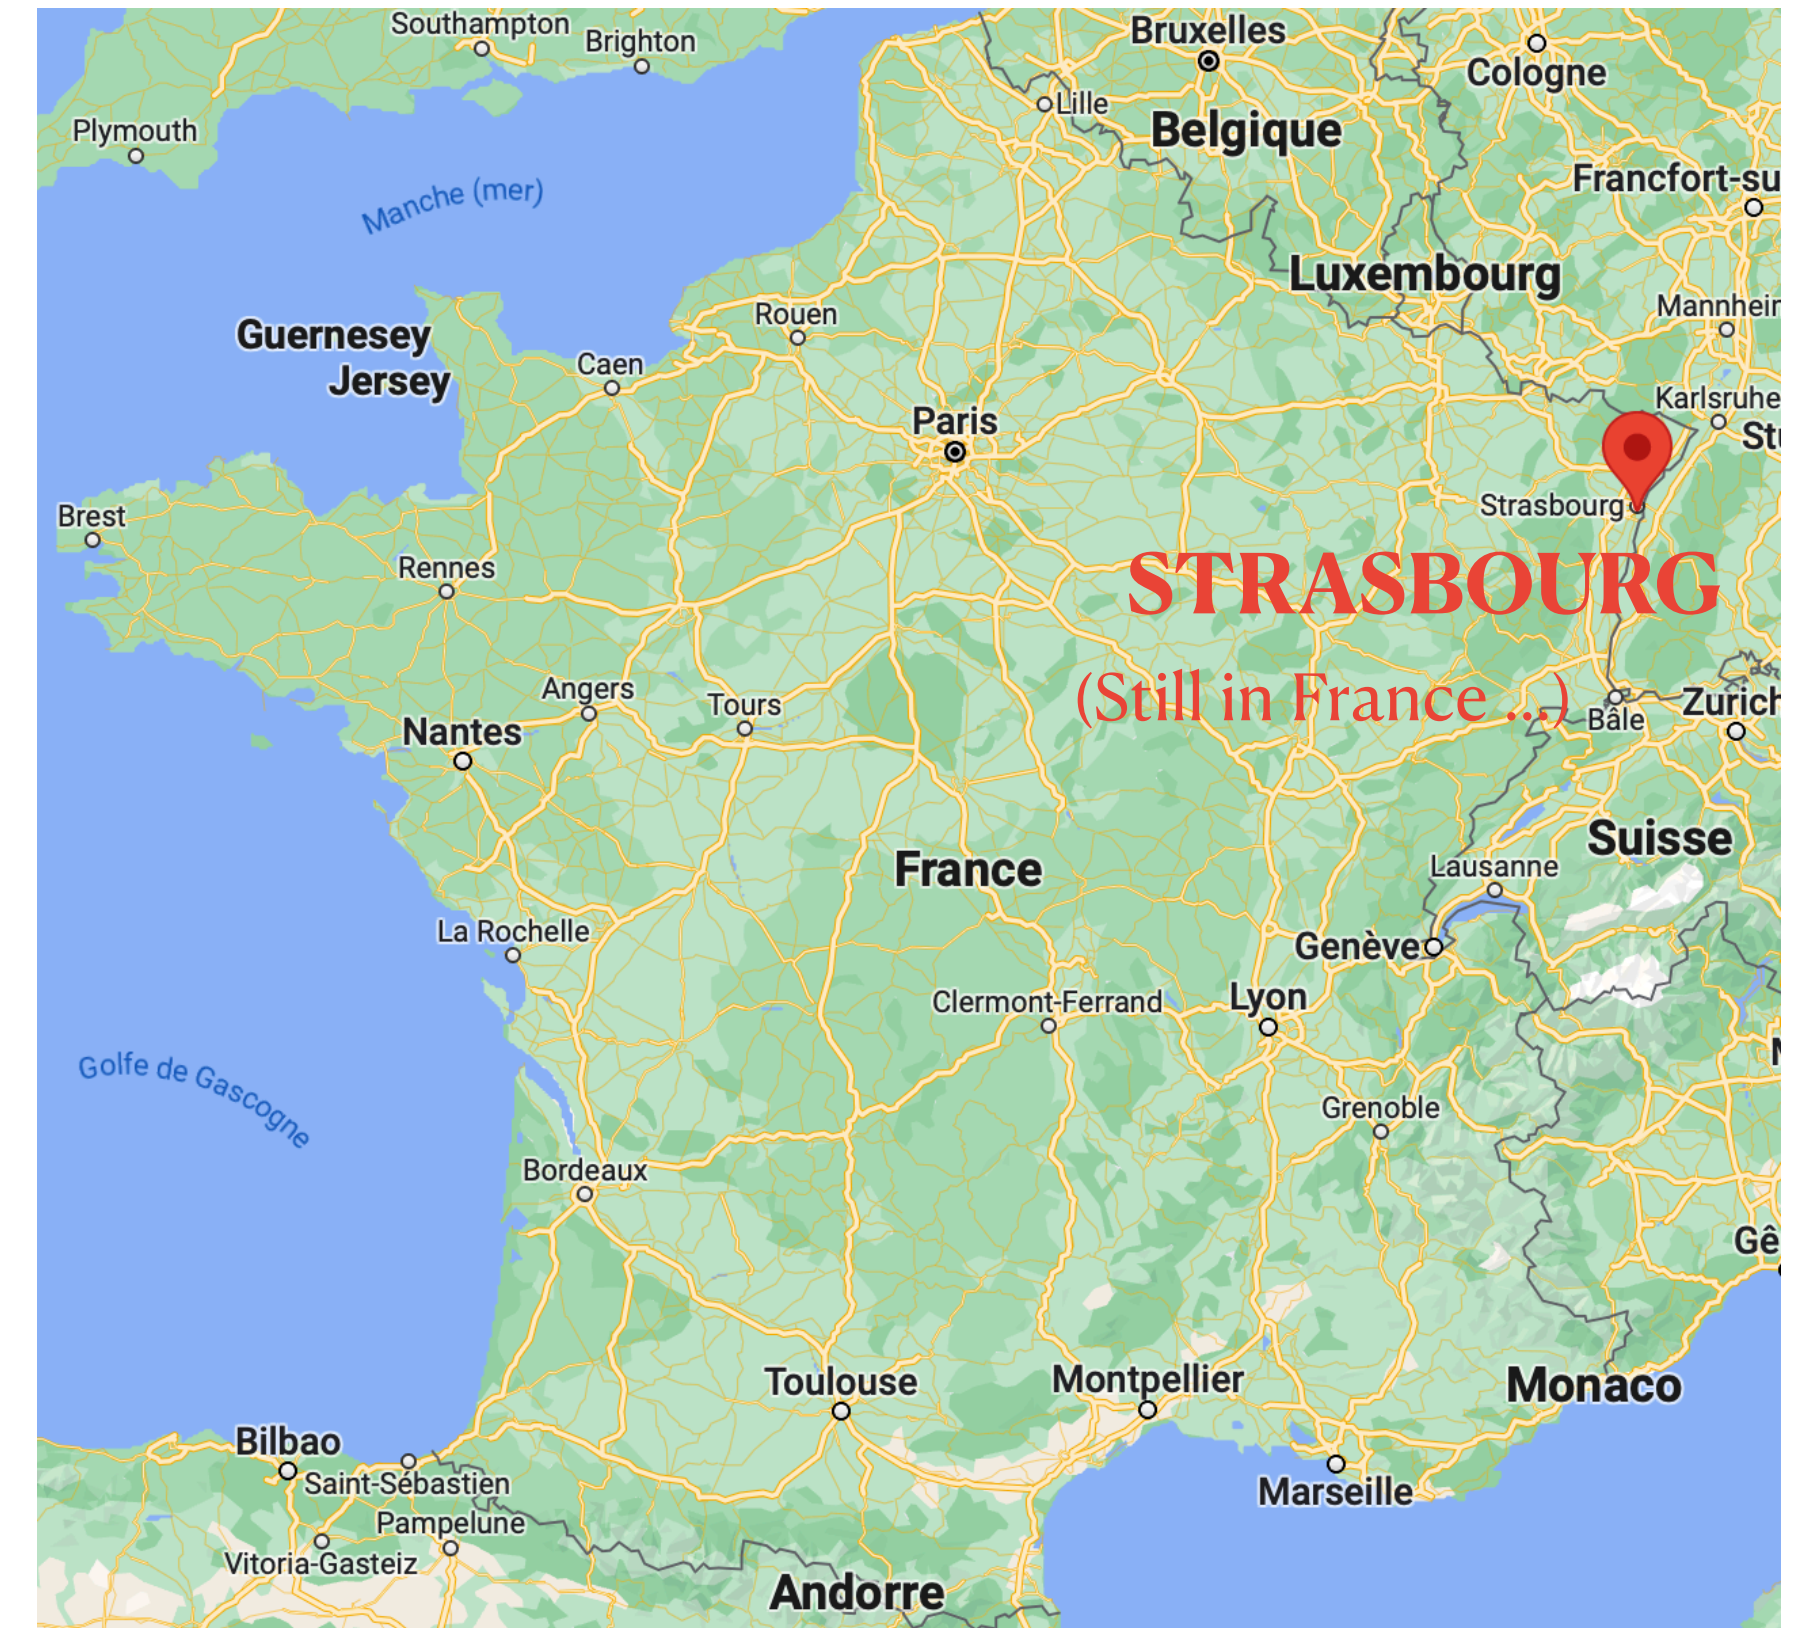 Southampton
Brighton
Bruxelles
Cologne
Lille
Plymouth
Belgique
Francfort-su
Manche (mer)
Luxembourg
Mannheir
Rouen
Guernesey
Jersey
Caen
Karlsruhe
Paris
Stu
Strasbourg
Brest
Rennes
STRASBOURG
(Still in France ...)
Angers
Tours
Zurich
Bâle
Nantes
Suisse
Lausanne
France
La Rochelle
Genève
Clermont-Ferrand
Lyon
Golfe de Gascogne
Grenoble
Bordeaux
Gê
Toulouse
Montpellier
Monaco
Bilbao
Saint-Sébastien
Marseille
Pampelune
Vitoria-Gasteiz
Andorre